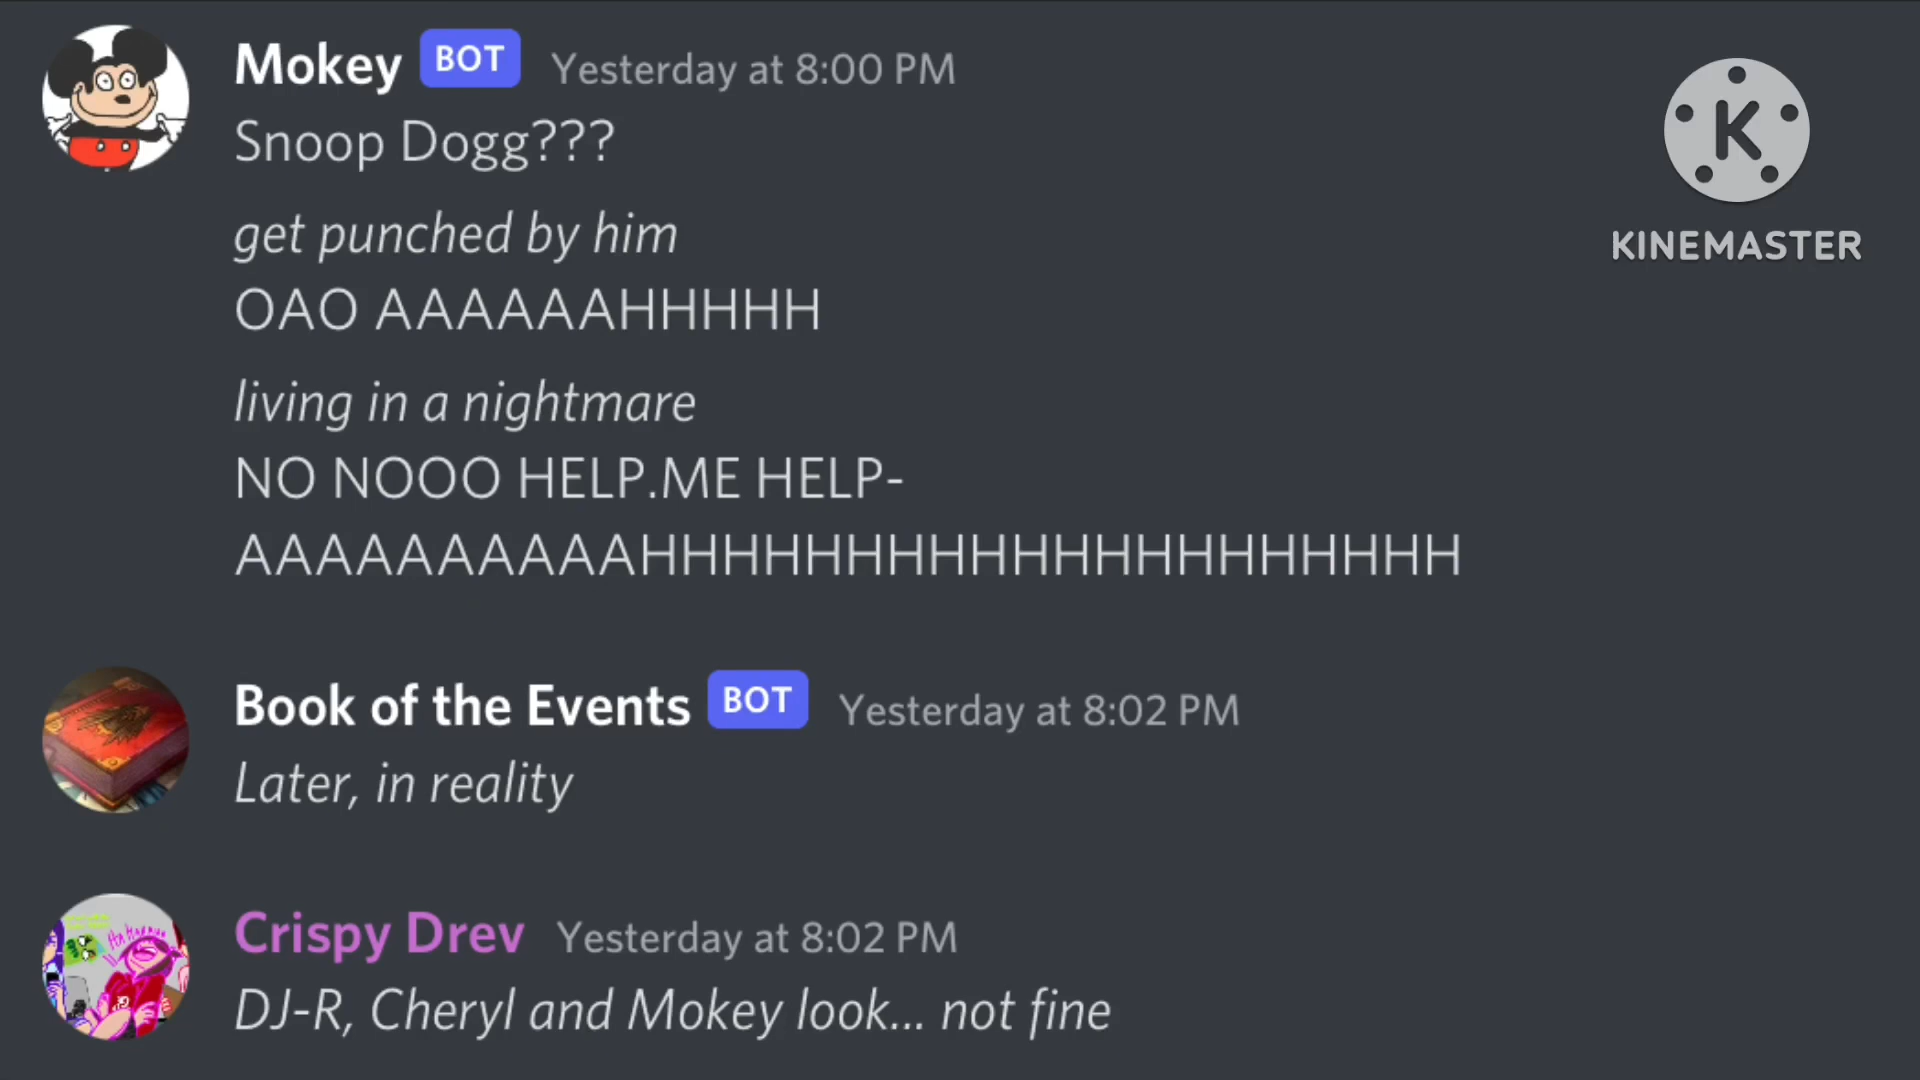 Mokey BOT Yesterday at 8:00 PM
Snoop Dogg???
get punched by him
OAO AAAAAAHHHHH
living in a nightmare
NO NOOO HELP.ME HELP-
AAAAAAAAAAHHHHHHHHHHHHHHHHHHHH
K
KINEMASTER
Book of the Events BOT Yesterday at 8:02 PM
Later, in reality
Crispy Drev Yesterday at 8:02 PM
DJ-R, Cheryl and Mokey look... not fine